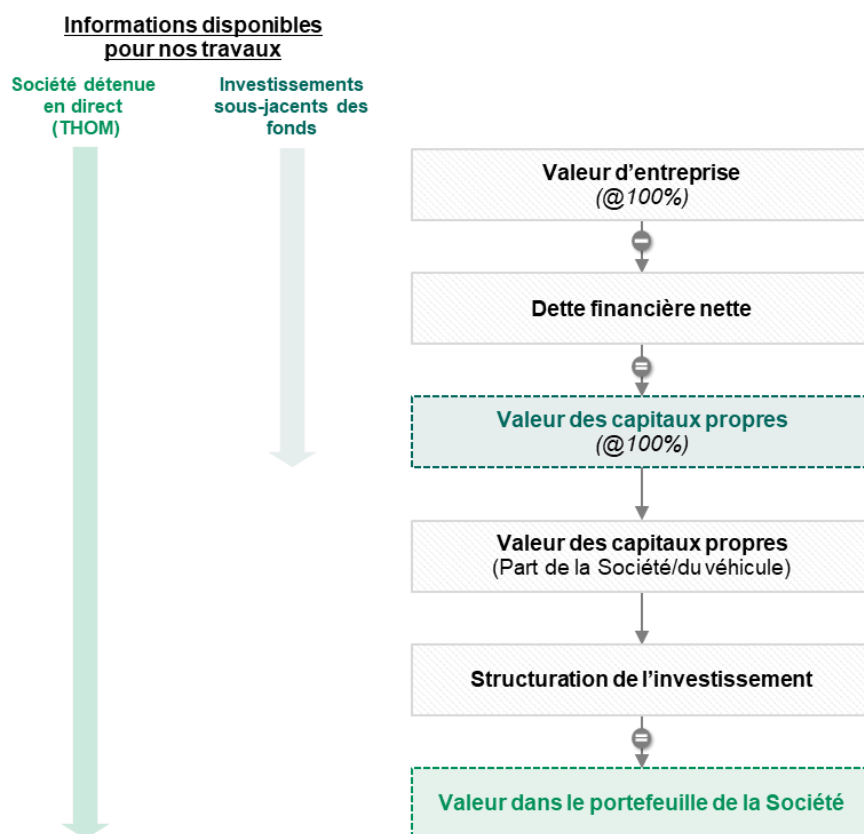 Informations disponibles
pour nos travaux
Société détenue
en direct
(THOM)
Investissements
sous-jacents des
fonds
Valeur d’entreprise
(@100%)
Dette financière nette
Valeur des capitaux propres
(@100%)
Valeur des capitaux propres
(Part de la Société/du véhicule)
Structuration de l’investissement
Valeur dans le portefeuille de la Société